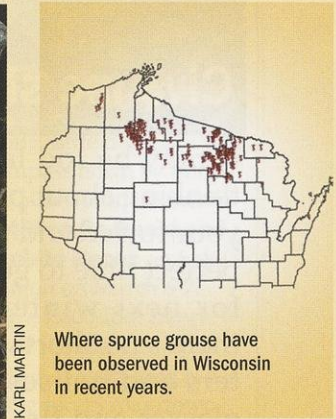 KARL MARTIN
Where spruce grouse have
been observed in Wisconsin
in recent years.